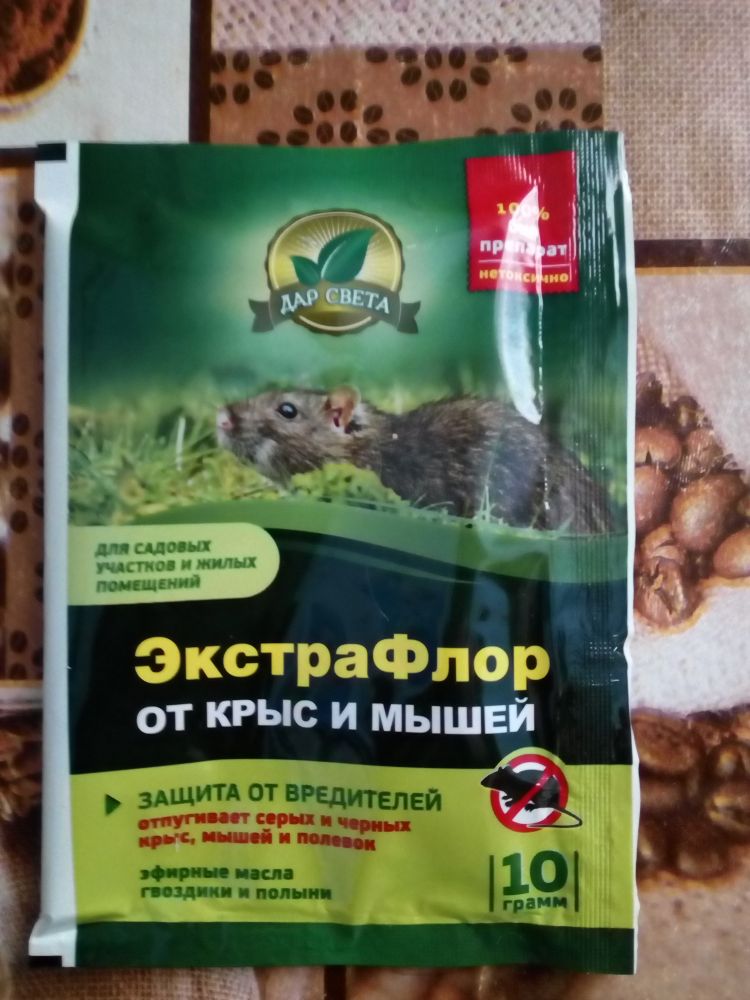 100%
био
препарат
нетоксично
ДАР СВЕТА
ДЛЯ САДОВЫХ
УЧАСТКОВ И ЖИЛЫХ
ПОМЕЩЕНИЙ
ЭкстраФлор
ОТ КРЫС И МЫШЕЙ
ЗАЩИТА ОТ ВРЕДИТЕЛЕЙ
отпугивает серых и черных
крыс, мышей и полевок
эфирные масла
гвоздики и полыни
10
грамм